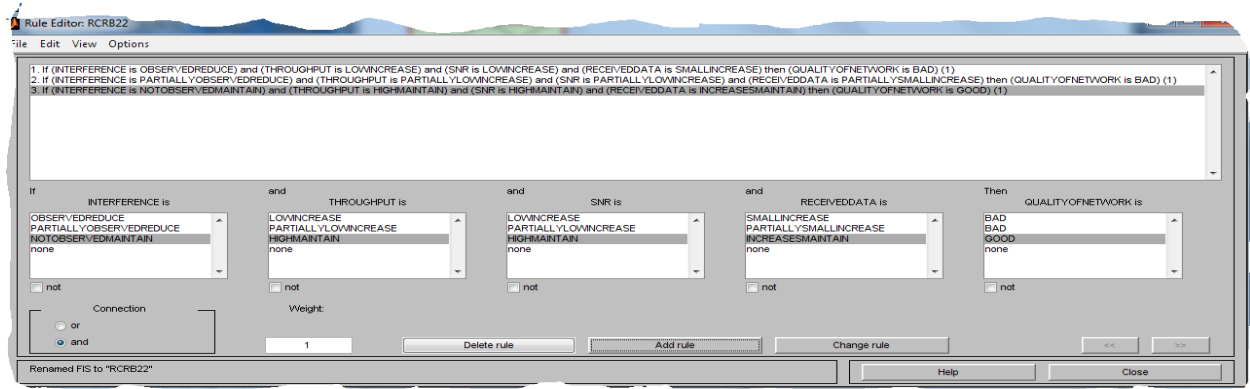 Rule Editor: RCRB22
File Edit View Options
1. If (INTERFERENCE is OBSERVEDREDUCE) and (THROUGHPUT is LOWINCREASE) and (SNR is LOWINCREASE) and (RECEIVEDDATA is SMALLINCREASE) then (QUALITYOFNETWORK is BAD) (1)
2. If (INTERFERENCE is PARTIALLYOBSERVEDREDUCE) and (THROUGHPUT is PARTIALLYLOWINCREASE) and (SNR is PARTIALLYLOWINCREASE) and (RECEIVEDDATA is PARTIALLYSMALLINCREASE) then (QUALITYOFNETWORK is BAD) (1)
3. If (INTERFERENCE is NOTOBSERVEDMAINTAIN) and (THROUGHPUT is HIGHMAINTAIN) and (SNR is HIGHMAINTAIN) and (RECEIVEDDATA is INCREASESMAINTAIN) then (QUALITYOFNETWORK is GOOD) (1)
If and and and Then
INTERFERENCE is THROUGHPUT is SNR is RECEIVEDDATA is QUALITYOFNETWORK is
OBSERVEDREDUCE LOWINCREASE LOWINCREASE SMALLINCREASE BAD
PARTIALLYOBSERVEDREDUCE PARTIALLYLOWINCREASE PARTIALLYLOWINCREASE PARTIALLYSMALLINCREASE BAD
NOTOBSERVEDMAINTAIN HIGHMAINTAIN HIGHMAINTAIN INCREASESMAINTAIN GOOD
none none none none none
not not not not not
Connection Weight:
or
and 1 Delete rule Add rule Change rule << >>
Renamed FIS to "RCRB22" Help Close